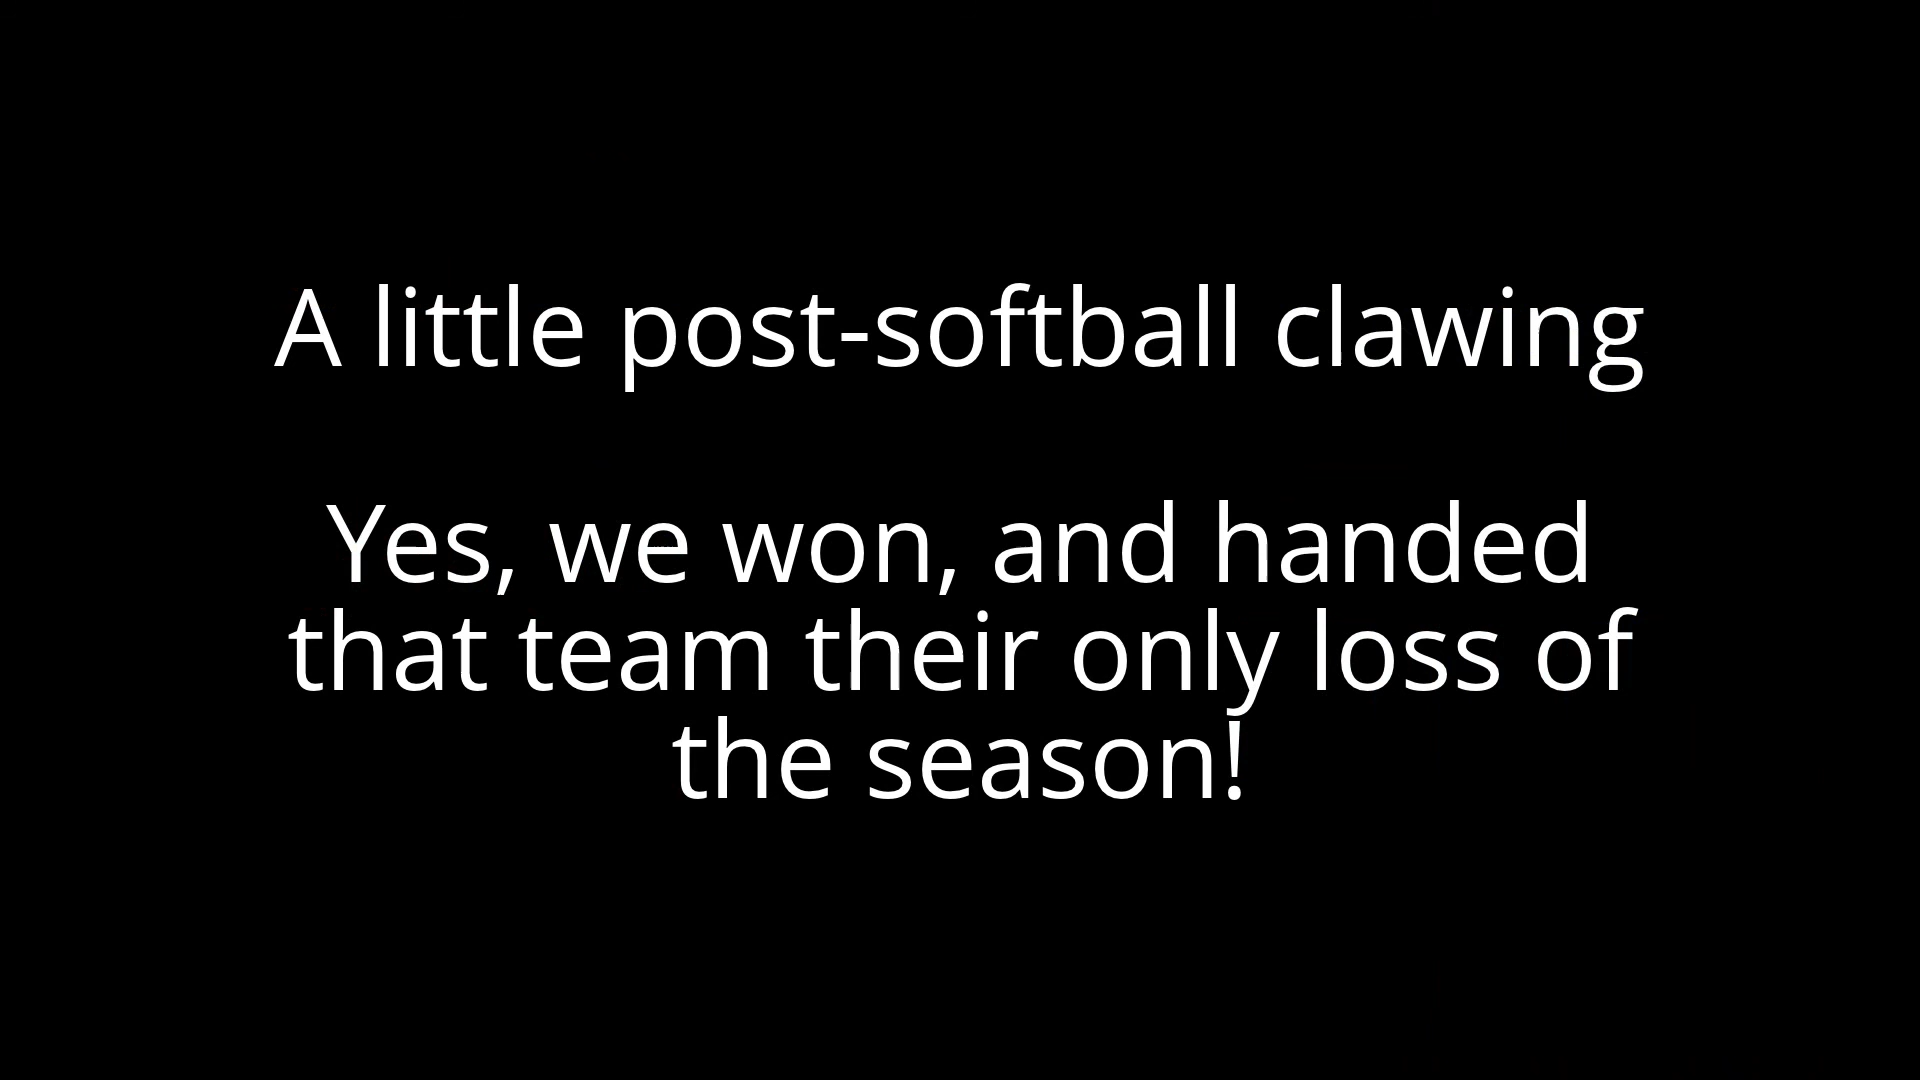 A little post-softball clawing
Yes, we won, and handed
that team their only loss of
the season!